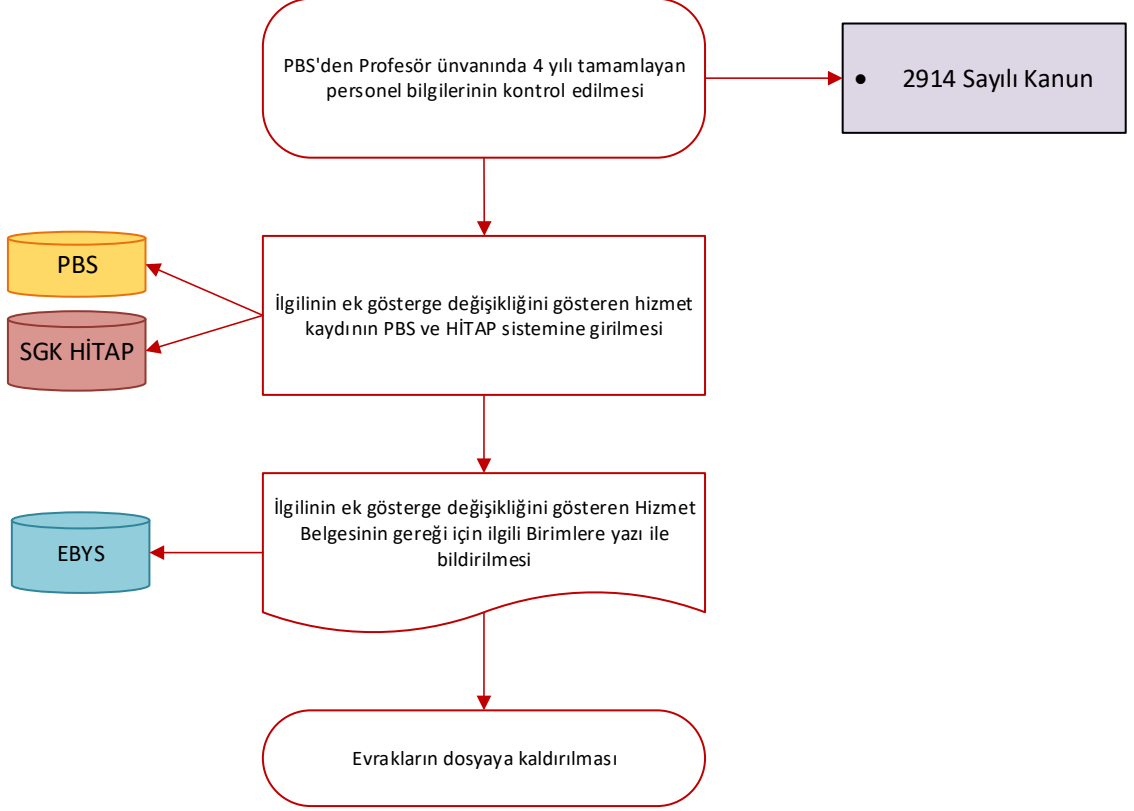 PBS'den Profesör ünvanında 4 yılı tamamlayan
personel bilgilerinin kontrol edilmesi
• 2914 Sayılı Kanun
PBS
SGK HİTAP
İlgilinin ek gösterge değişikliğini gösteren hizmet
kaydının PBS ve HİTAP sistemine girilmesi
İlgilinin ek gösterge değişikliğini gösteren Hizmet
Belgesinin gereği için ilgili Birimlere yazı ile
bildirilmesi
EBYS
Evrakların dosyaya kaldırılması